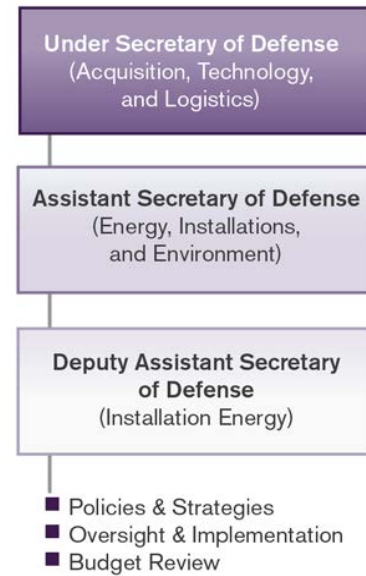 Under Secretary of Defense
(Acquisition, Technology,
and Logistics)
Assistant Secretary of Defense
(Energy, Installations,
and Environment)
Deputy Assistant Secretary
of Defense
(Installation Energy)
Policies & Strategies
Oversight & Implementation
Budget Review